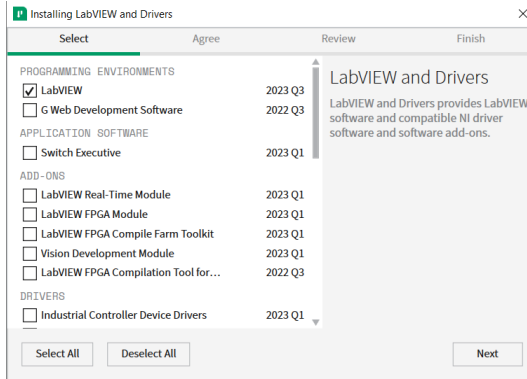 Installing LabVIEW and Drivers
Select Agree Review Finish
PROGRAMMING ENVIRONMENTS
LabVIEW 2023 Q3
G Web Development Software 2022 Q3
APPLICATION SOFTWARE
Switch Executive 2023 Q1
ADD-ONS
LabVIEW Real-Time Module 2023 Q1
LabVIEW FPGA Module 2023 Q1
LabVIEW FPGA Compile Farm Toolkit 2023 Q1
Vision Development Module 2023 Q1
LabVIEW FPGA Compilation Tool for... 2022 Q3
DRIVERS
Industrial Controller Device Drivers 2023 Q1
LabVIEW and Drivers
LabVIEW and Drivers provides LabVIEW
software and compatible NI driver
software and software add-ons.
Select All Deselect All Next